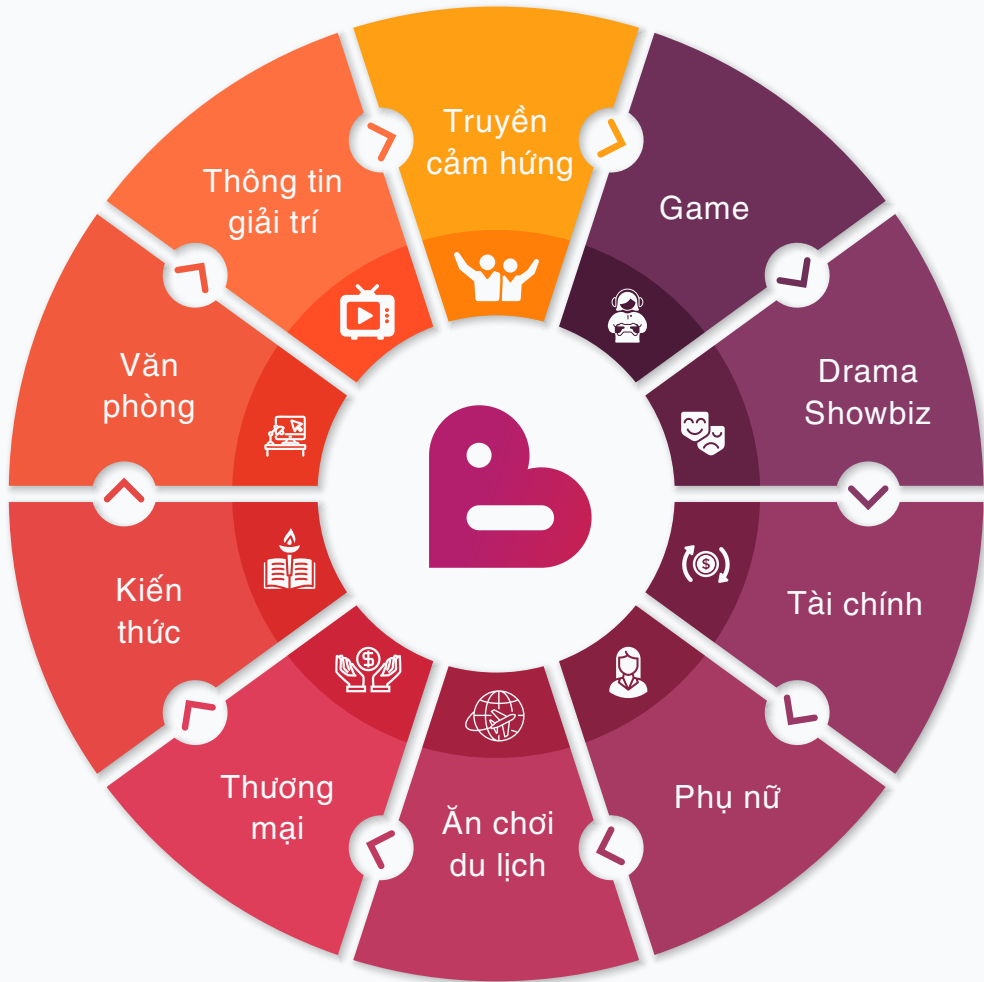 Truyền
cảm hứng
Game
Drama
Showbiz
Tài chính
Phụ nữ
Ăn chơi
du lịch
Thương
mại
Kiến
thức
Văn
phòng
Thông tin
giải trí
$
$